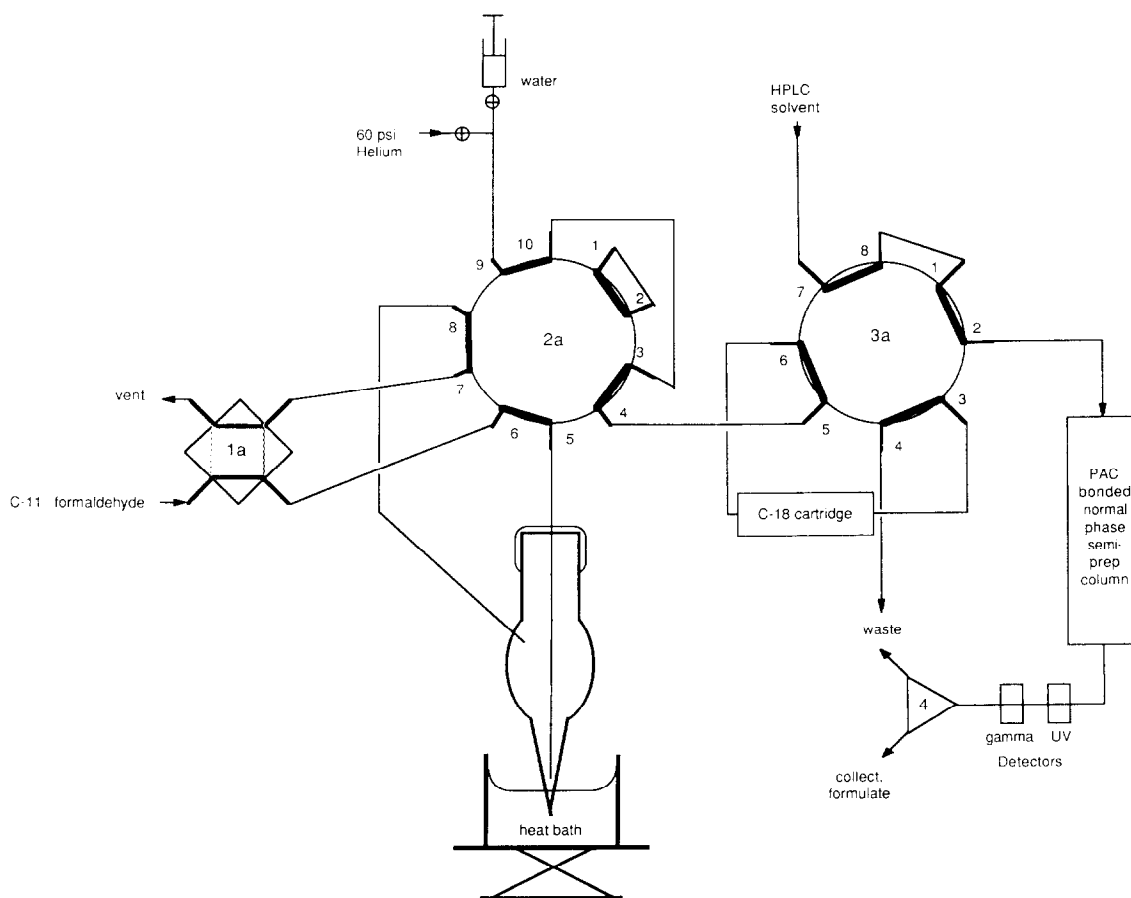 water
60 psi
Helium
HPLC
solvent
10
1
9
2
8
2a
3
7
4
6
5
8
1
7
2
3a
6
3
5
4
vent
1a
C-11 formaldehyde
C-18 cartridge
PAC
bonded
normal
phase
semi-
prep
column
waste
4
gamma
UV
Detectors
collect.
formulate
heat bath